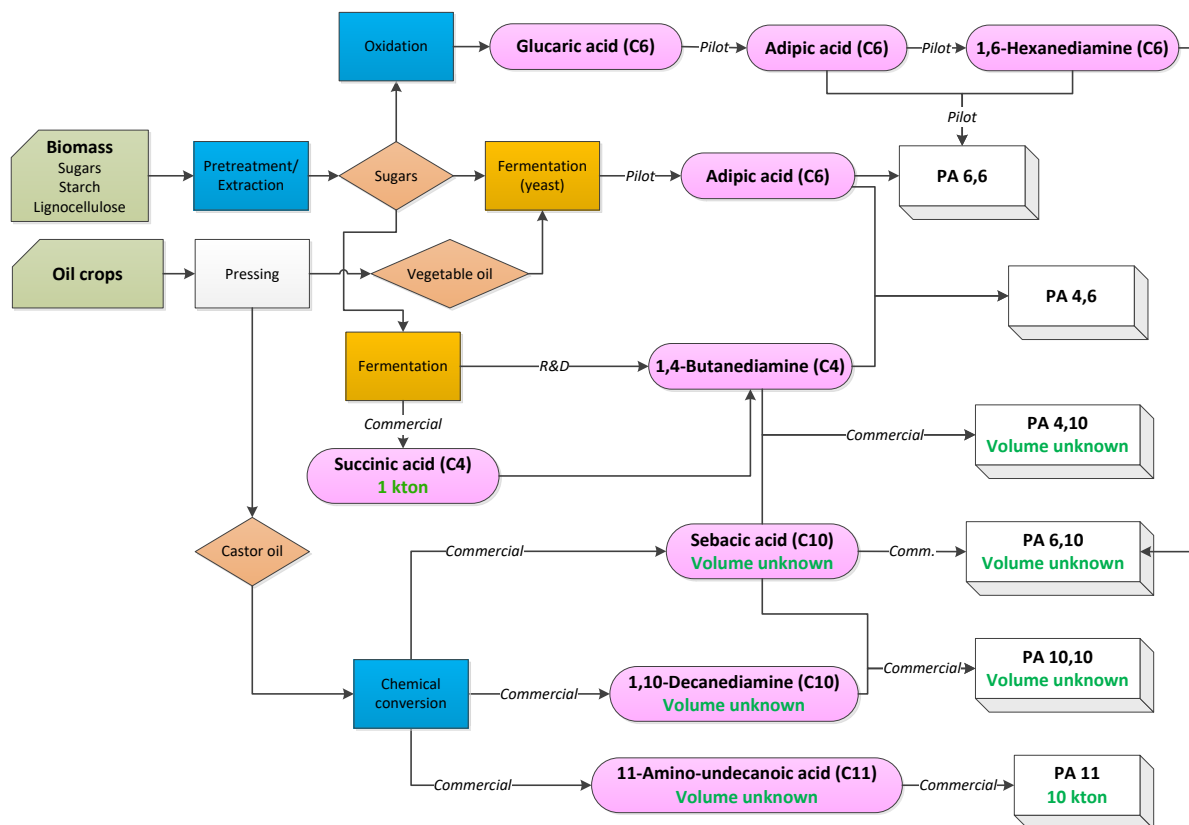 Oxidation
Glucaric acid (C6)
Pilot
Adipic acid (C6)
Pilot
1,6-Hexanediamine (C6)
Pilot
Biomass
Sugars
Starch
Lignocellulose
Pretreatment/
Extraction
Sugars
Fermentation
(yeast)
Pilot
Adipic acid (C6)
PA 6,6
Oil crops
Pressing
Vegetable oil
PA 4,6
Fermentation
R&D
1,4-Butanediamine (C4)
Commercial
Commercial
PA 4,10
Volume unknown
Succinic acid (C4)
1 kton
Castor oil
Commercial
Sebacic acid (C10)
Volume unknown
Comm.
PA 6,10
Volume unknown
Chemical
conversion
Commercial
1,10-Decanediamine (C10)
Volume unknown
Commercial
PA 10,10
Volume unknown
Commercial
11-Amino-undecanoic acid (C11)
Volume unknown
Commercial
PA 11
10 kton